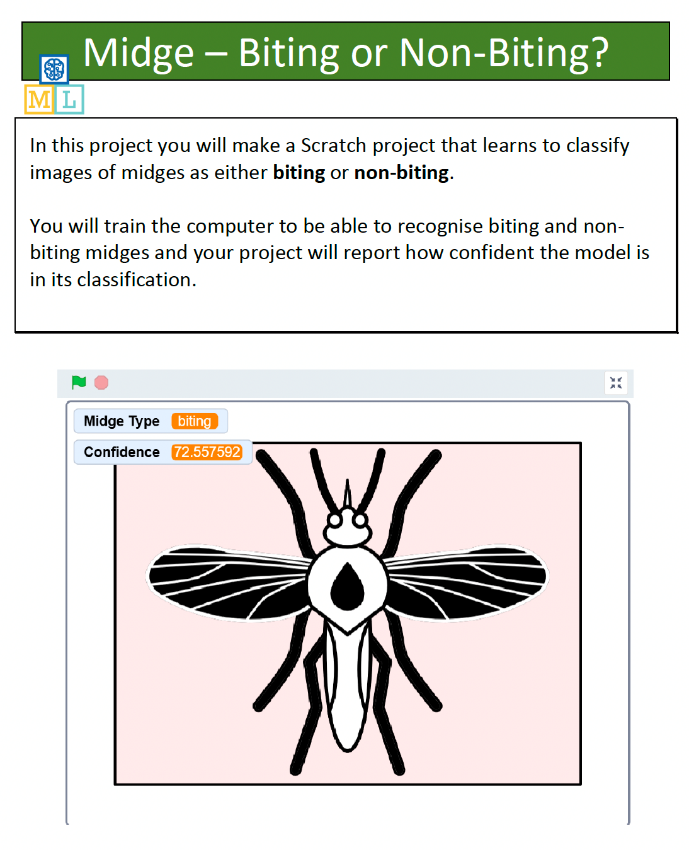 Midge – Biting or Non-Biting?
M L
In this project you will make a Scratch project that learns to classify
images of midges as either biting or non-biting.
You will train the computer to be able to recognise biting and non-
biting midges and your project will report how confident the model is
in its classification.
Midge Type biting
Confidence 72.557592